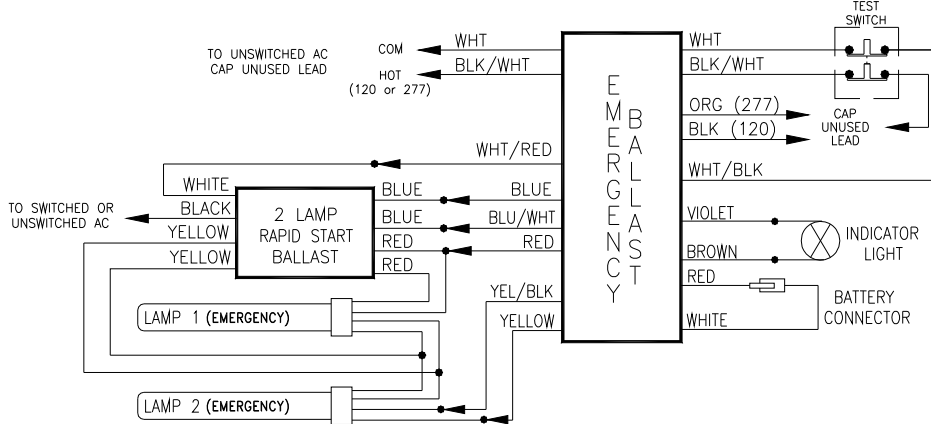 TEST
SWITCH
TO UNSWITCHED AC
CAP UNUSED LEAD
COM
HOT
(120 or 277)
WHT
BLK/WHT
WHT
BLK/WHT
ORG (277)
BLK (120)
CAP
UNUSED
LEAD
EMERGENCY
BALLAST
WHT/RED
WHT/BLK
WHITE
BLACK
YELLOW
YELLOW
TO SWITCHED OR
UNSWITCHED AC
2 LAMP
RAPID START
BALLAST
BLUE
BLUE
RED
RED
BLUE
BLU/WHT
RED
YEL/BLK
YELLOW
VIOLET
BROWN
RED
WHITE
INDICATOR
LIGHT
BATTERY
CONNECTOR
LAMP 1 (EMERGENCY)
LAMP 2 (EMERGENCY)